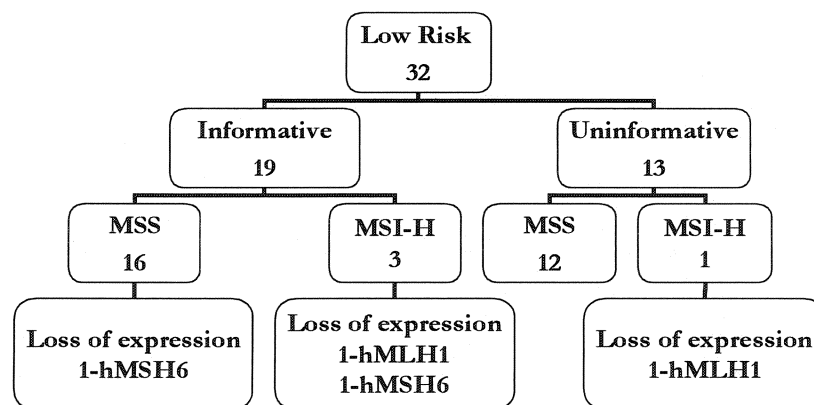 Low Risk
32
Informative
19
Uninformative
13
MSS
16
MSI-H
3
MSS
12
MSI-H
1
Loss of expression
1-hMSH6
Loss of expression
1-hMLH1
1-hMSH6
Loss of expression
1-hMLH1